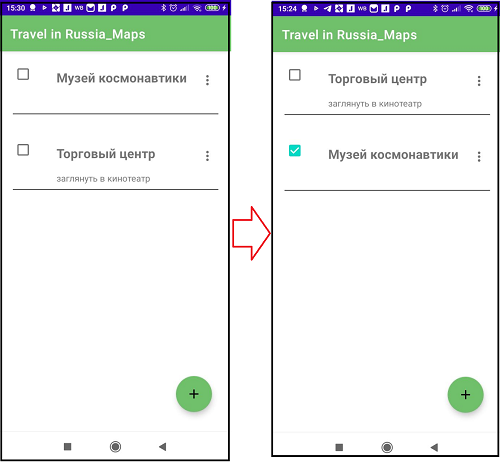 15:30
Travel in Russia_Maps
Музей космонавтики
Торговый центр
заглянуть в кинотеатр
15:24
Travel in Russia_Maps
Торговый центр
заглянуть в кинотеатр
Музей космонавтики